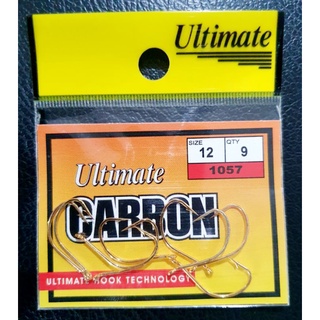 Ultimate
SIZE QTY
12 9
1057
Ultimate
CARBON
ULTIMATE HOOK TECHNOLOGY